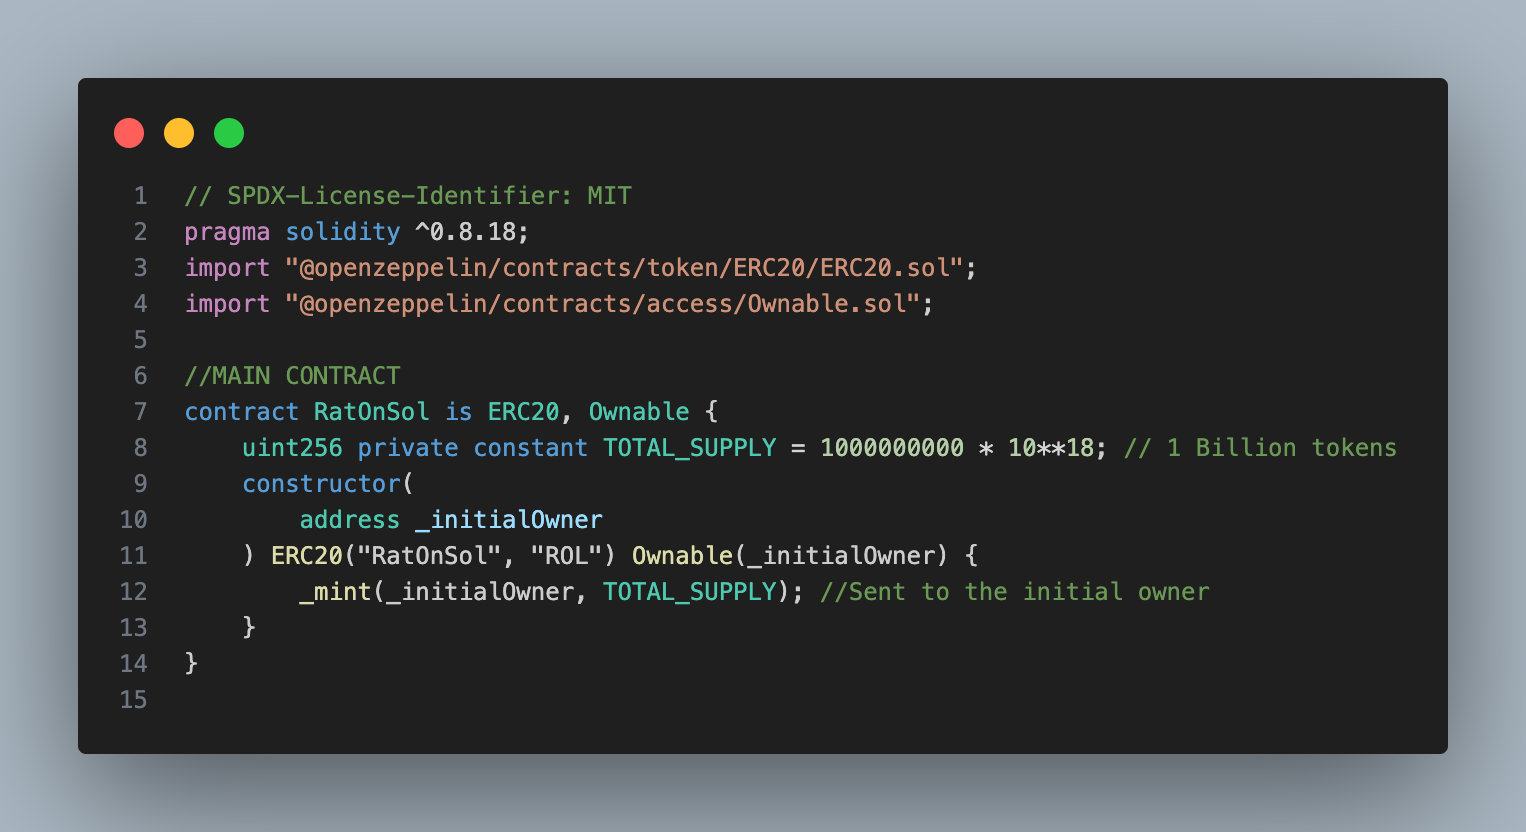 1 // SPDX-License-Identifier: MIT
2 pragma solidity ^0.8.18;
3 import "@openzeppelin/contracts/token/ERC20/ERC20.sol";
4 import "@openzeppelin/contracts/access/Ownable.sol";
5
6 //MAIN CONTRACT
7 contract RatOnSol is ERC20, Ownable {
8     uint256 private constant TOTAL_SUPPLY = 1000000000 * 10**18; // 1 Billion tokens
9     constructor(
10         address _initialOwner
11     ) ERC20("RatOnSol", "ROL") Ownable(_initialOwner) {
12         _mint(_initialOwner, TOTAL_SUPPLY); //Sent to the initial owner
13     }
14 }
15